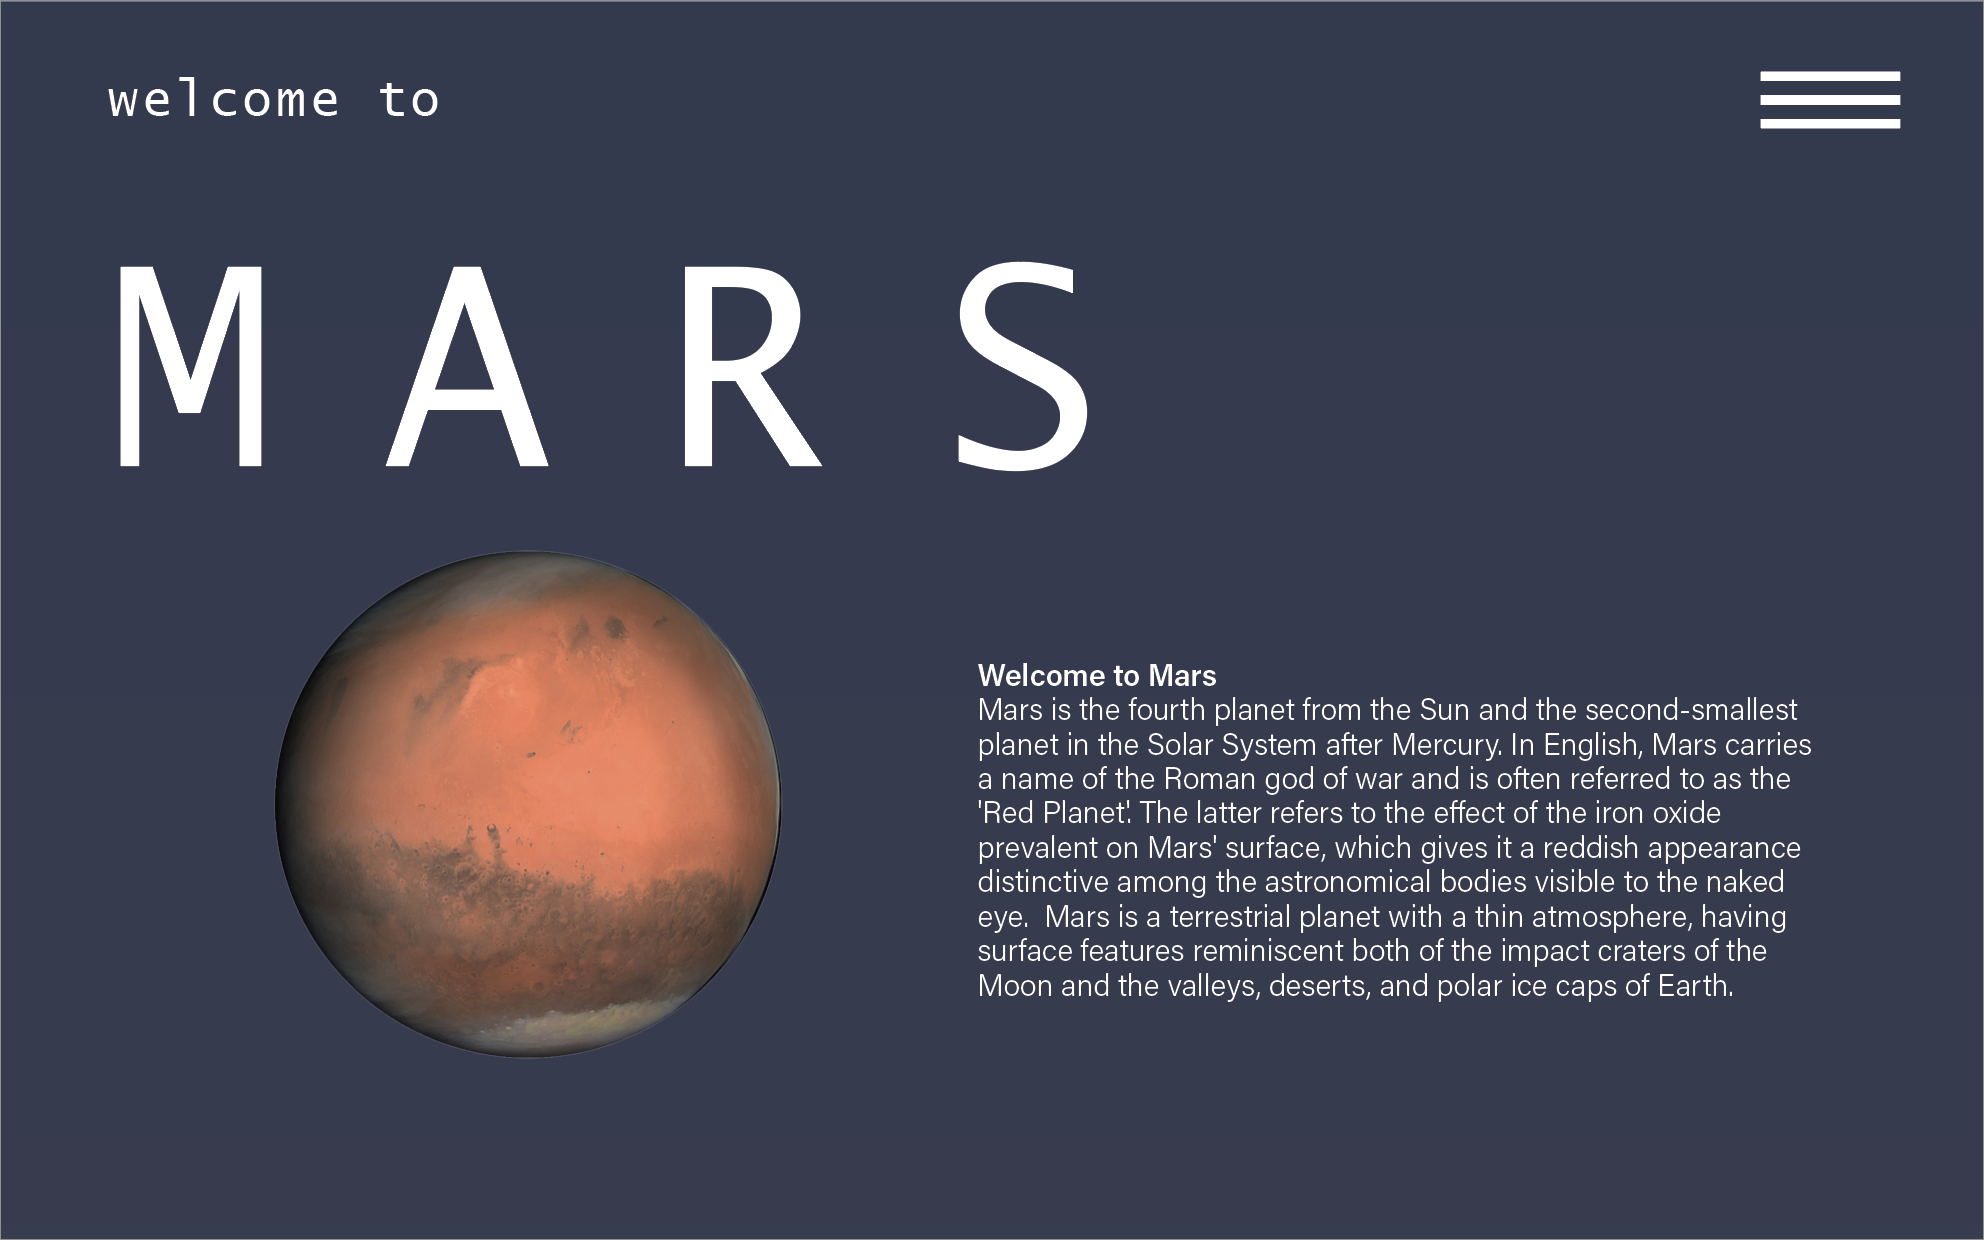 welcome to
MARS
Welcome to Mars
Mars is the fourth planet from the Sun and the second-smallest
planet in the Solar System after Mercury. In English, Mars carries
a name of the Roman god of war and is often referred to as the
'Red Planet'. The latter refers to the effect of the iron oxide
prevalent on Mars' surface, which gives it a reddish appearance
distinctive among the astronomical bodies visible to the naked
eye.  Mars is a terrestrial planet with a thin atmosphere, having
surface features reminiscent both of the impact craters of the
Moon and the valleys, deserts, and polar ice caps of Earth.